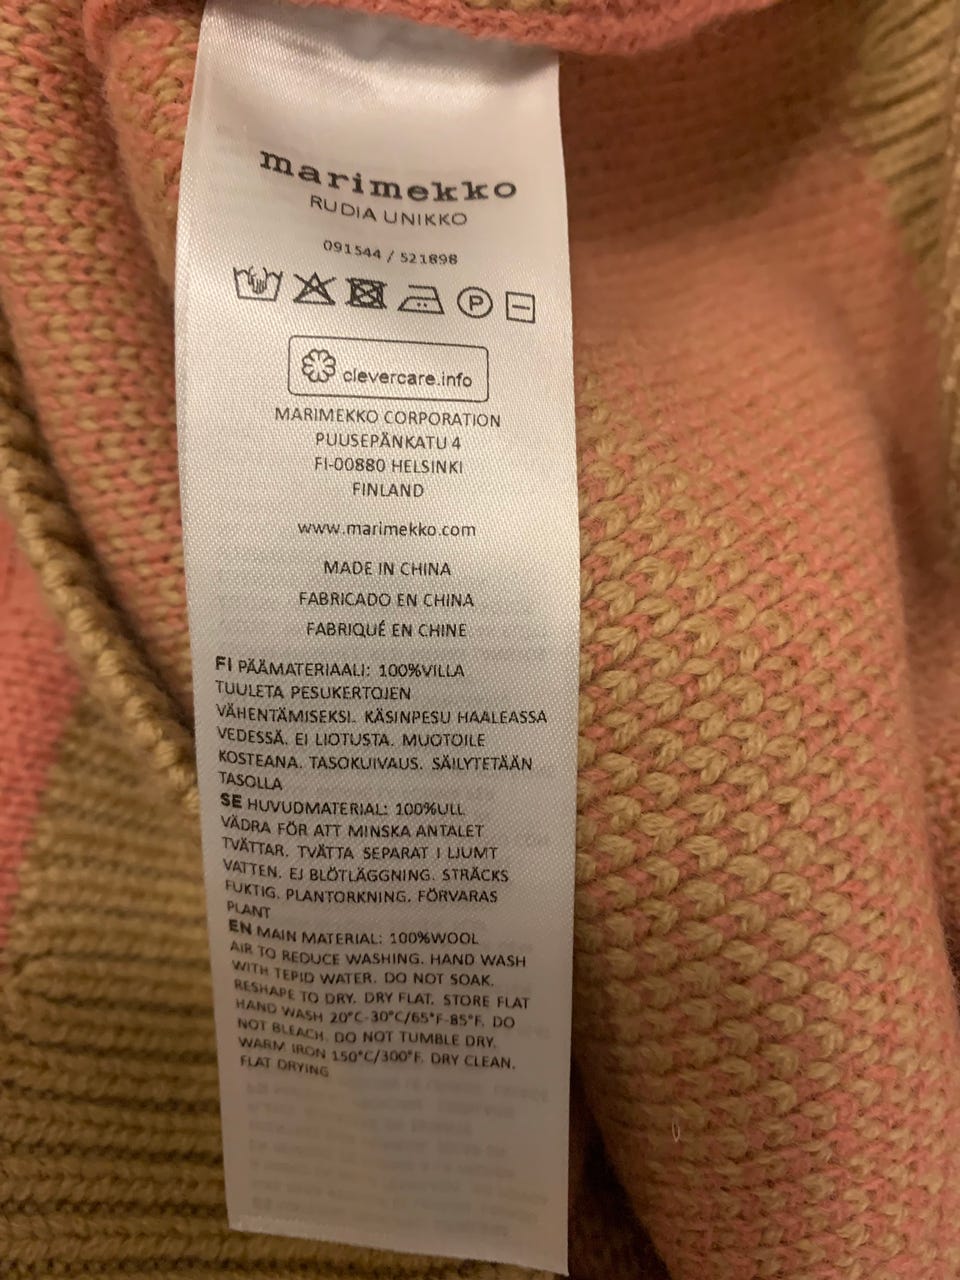 marimekko
RUDIA UNIKKO
091544 / 521898
P
clevercare.info
MARIMEKKO CORPORATION
PUUSEPÄNKATU 4
FI-00880 HELSINKI
FINLAND
www.marimekko.com
MADE IN CHINA
FABRICADO EN CHINA
FABRIQUÉ EN CHINE
FI PÄÄMATERIAALI: 100%VILLA
TUULETA PESUKERTOJEN
VÄHENTÄMISEKSI. KÄSINPESU HAALEASSA
VEDESSÄ. EI LIOTUSTA. MUOTOILE
KOSTEANA. TASOKUIVAUS. SÄILYTETÄÄN
TASOLLA
SE HUVUDMATERIAL: 100%ULL
VÄDRA FÖR ATT MINSKA ANTALET
TVÄTTAR. TVÄTTA SEPARAT I LJUMT
VATTEN. EJ BLÖTLÄGGNING. STRÄCKS
FUKTIG. PLANTORKNING. FÖRVARAS
PLANT
EN MAIN MATERIAL: 100%WOOL
AIR TO REDUCE WASHING. HAND WASH
WITH TEPID WATER. DO NOT SOAK.
RESHAPE TO DRY. DRY FLAT. STORE FLAT
HAND WASH 20°C-30°C/65°F-85°F. DO
NOT BLEACH. DO NOT TUMBLE DRY.
WARM IRON 150°C/300°F. DRY CLEAN.
FLAT DRYING